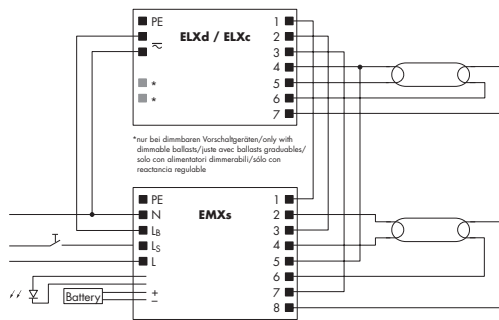 PE
ELXd / ELXc
*
*
1
2
3
4
5
6
7
*nur bei dimmbaren Vorschaltgeräten/only with
dimmable ballasts/juste avec ballasts graduables/
solo con alimentatori dimmerabili/sólo con
reactancia regulable
PE
N
LB
LS
L
+
–
EMXs
1
2
3
4
5
6
7
8
Battery